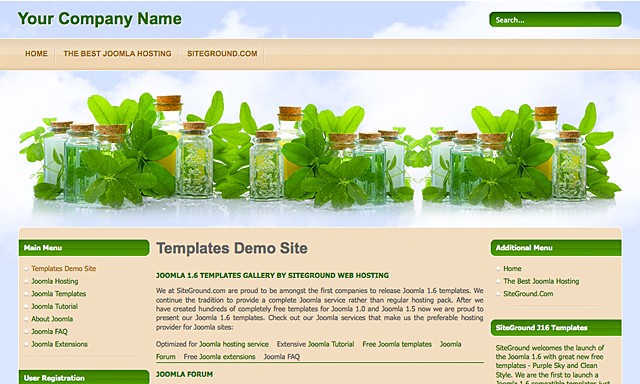 Your Company Name
Search...
HOME
THE BEST JOOMLA HOSTING
SITEGROUND.COM
Main Menu
Templates Demo Site
Joomla Hosting
Joomla Templates
Joomla Tutorial
About Joomla
Joomla FAQ
Joomla Extensions
User Registration
Templates Demo Site
JOOMLA 1.6 TEMPLATES GALLERY BY SITEGROUND WEB HOSTING
We at SiteGround.com are proud to be amongst the first companies to release Joomla 1.6 templates. We
continue the tradition to provide a complete Joomla service rather than regular hosting pack. After we
have created hundreds of completely free templates for Joomla 1.0 and Joomla 1.5 now we are proud to
present our Joomla 1.6 templates. Check out our Joomla services that make us the preferable hosting
provider for Joomla sites:
Optimized for Joomla hosting service Extensive Joomla Tutorial Free Joomla templates Joomla
Forum Free Joomla extensions Joomla FAQ
JOOMLA FORUM
Additional Menu
Home
The Best Joomla Hosting
SiteGround.Com
SiteGround J16 Templates
SiteGround welcomes the launch of
the Joomla 1.6 with great new free
templates - Purple Sky and Clean
Style. We are the first to launch a
Joomla 1.6 compatible templates just